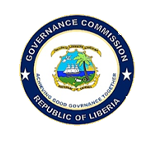 GOVERNANCE COMMISSION
ACHIEVING GOOD GOVERNANCE TOGETHER
REPUBLIC OF LIBERIA